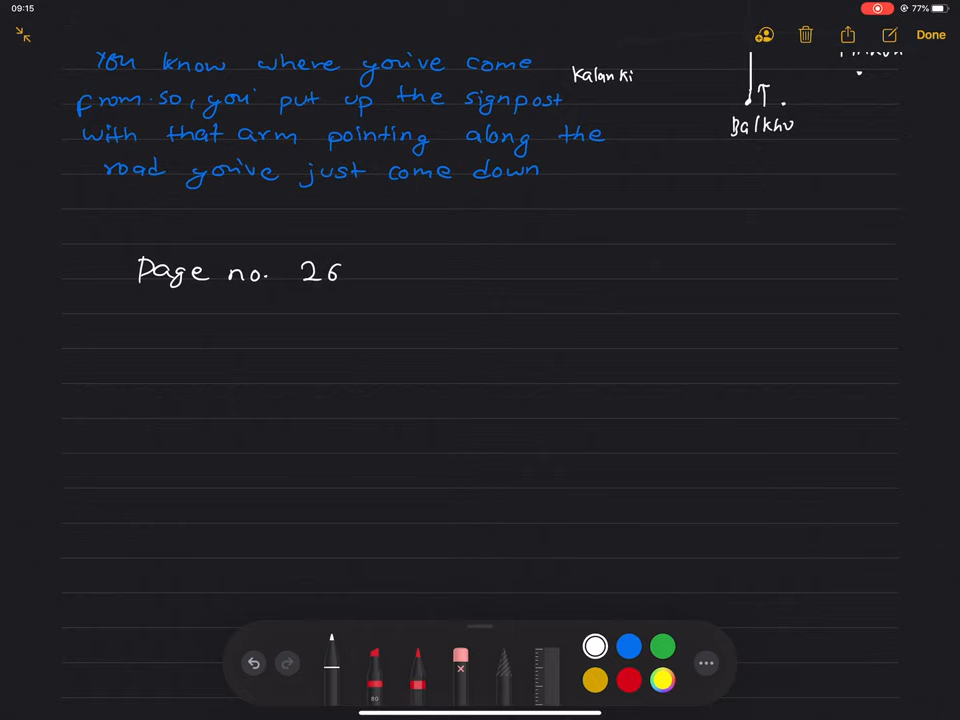 09:15
77%
Done
You know where you've come
from. so, you put up the signpost
with that arm pointing along the
road you've just come down
Kalanki
Balkhu
Page no. 26
80